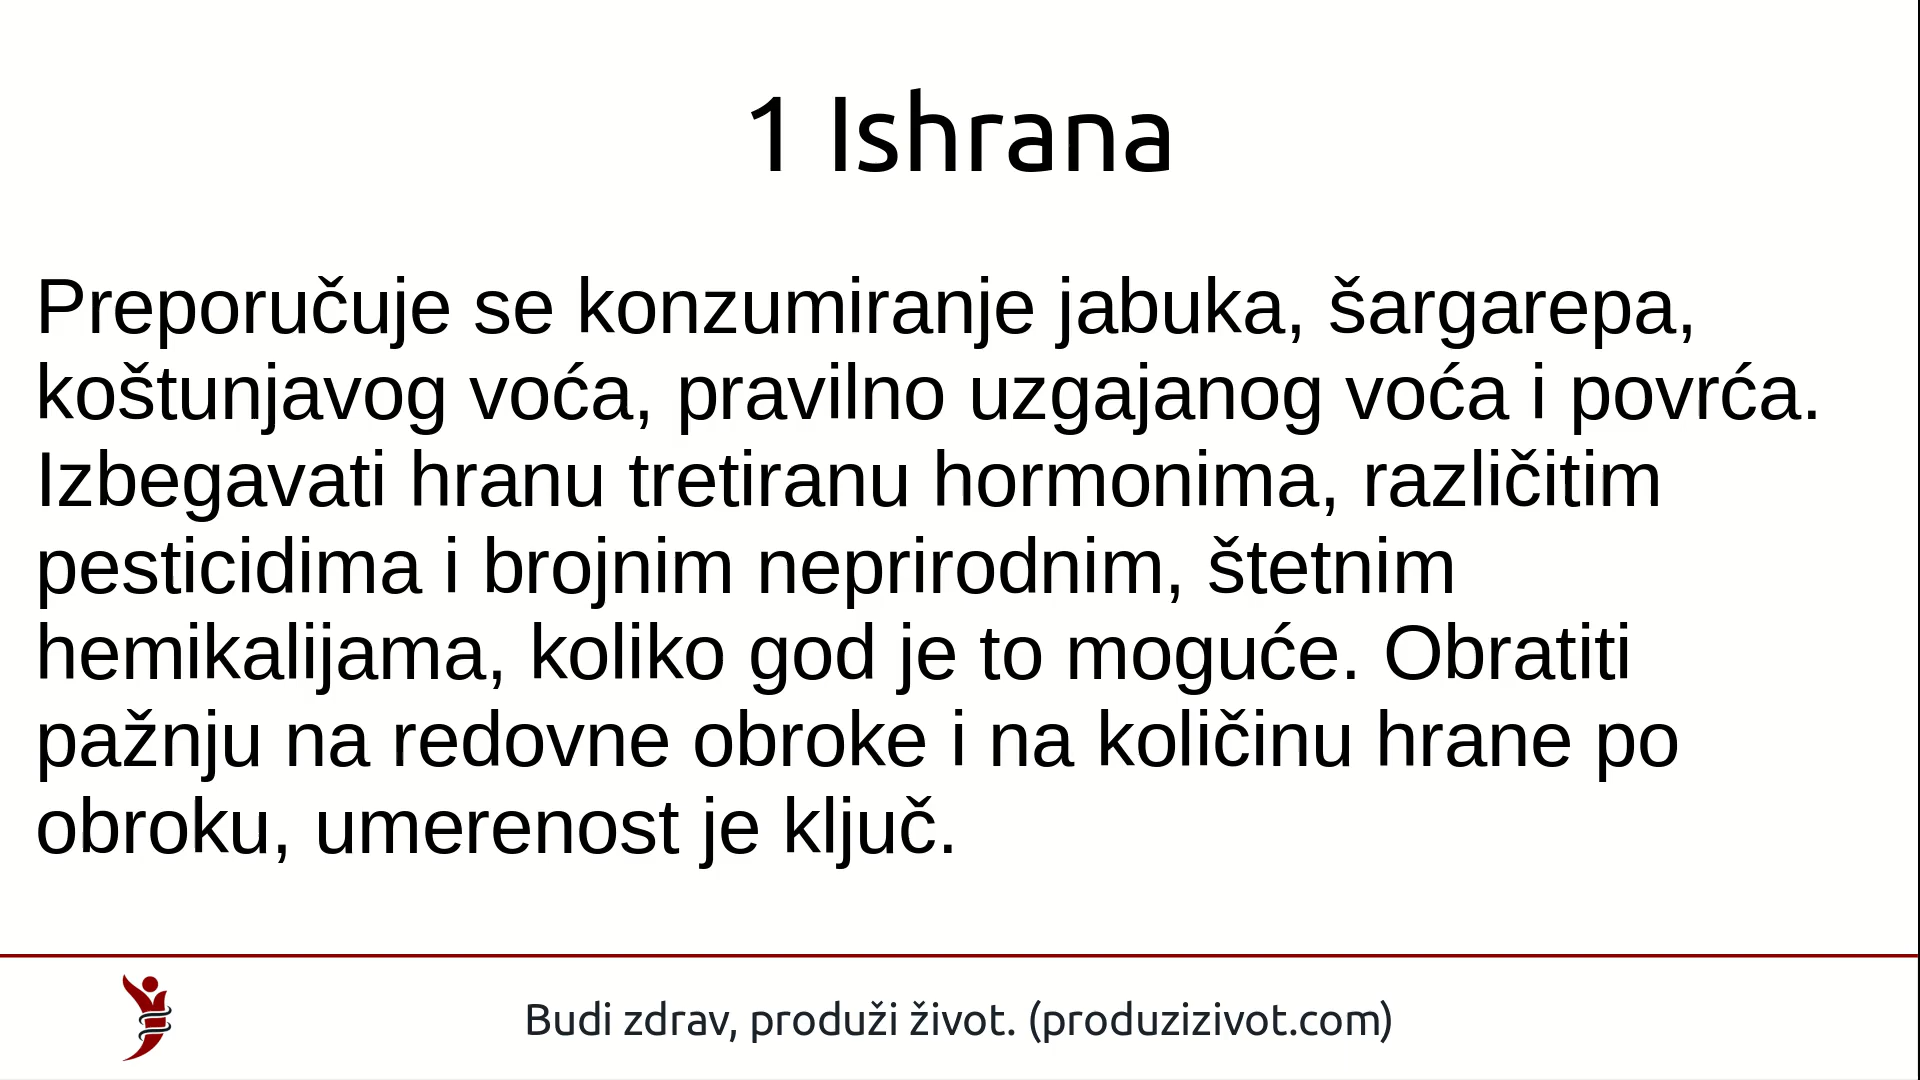 1 Ishrana
Preporučuje se konzumiranje jabuka, šargarepa,
koštunjavog voća, pravilno uzgajanog voća i povrća.
Izbegavati hranu tretiranu hormonima, različitim
pesticidima i brojnim neprirodnim, štetnim
hemikalijama, koliko god je to moguće. Obratiti
pažnju na redovne obroke i na količinu hrane po
obroku, umerenost je ključ.
Budi zdrav, produži život. (produzizivot.com)